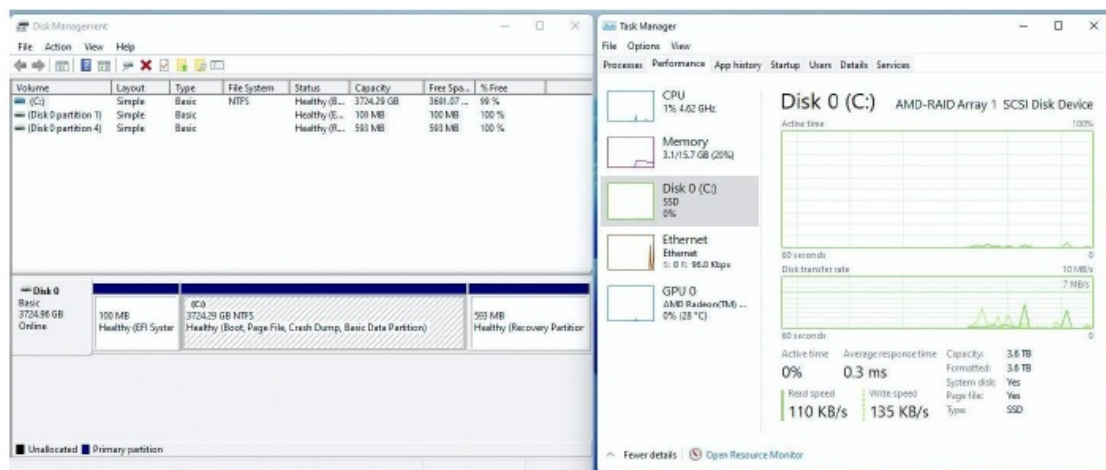 Disk Management
File Action View Help
Volume Layout Type File System Status Capacity Free Spa... % Free
(C:) Simple Basic NTFS Healthy (B... 3724.29 GB 3681.07 ... 99 %
(Disk 0 partition 1) Simple Basic Healthy (E... 100 MB 100 MB 100 %
(Disk 0 partition 4) Simple Basic Healthy (R... 593 MB 593 MB 100 %
Disk 0
Basic
3724.96 GB
Online
100 MB
Healthy (EFI Syster
(C:)
3724.29 GB NTFS
Healthy (Boot, Page File, Crash Dump, Basic Data Partition)
593 MB
Healthy (Recovery Partitior
Unallocated Primary partition
Task Manager
File Options View
Processes Performance App history Startup Users Details Services
CPU
1% 4.62 GHz
Memory
3.1/15.7 GB (20%)
Disk 0 (C:)
SSD
0%
Ethernet
Ethernet
S: 0 R: 96.0 Kbps
GPU 0
AMD Radeon(TM) ...
0% (28 °C)
Disk 0 (C:) AMD-RAID Array 1 SCSI Disk Device
Active time 100%
60 seconds 0
Disk transfer rate 10 MB/s
7 MB/s
60 seconds 0
Active time
0%
Average response time
0.3 ms
Read speed
110 KB/s
Write speed
135 KB/s
Capacity: 3.6 TB
Formatted: 3.6 TB
System disk: Yes
Page file: Yes
Type: SSD
Fewer details Open Resource Monitor